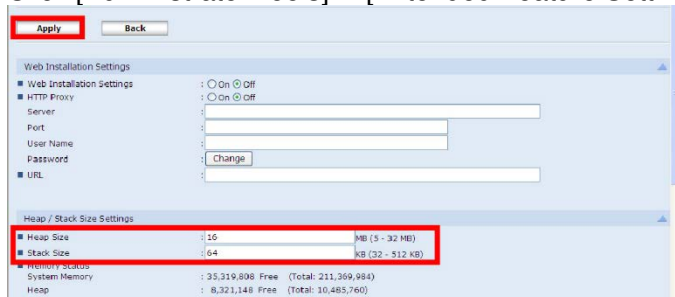 Apply Back
Web Installation Settings
Web Installation Settings : On Off
HTTP Proxy : On Off
Server :
Port :
User Name :
Password : Change
URL :
Heap / Stack Size Settings
Heap Size : 16 MB (5 - 32 MB)
Stack Size : 64 KB (32 - 512 KB)
Memory Status
System Memory : 35,319,808 Free (Total: 211,369,984)
Heap : 8,321,148 Free (Total: 10,485,760)